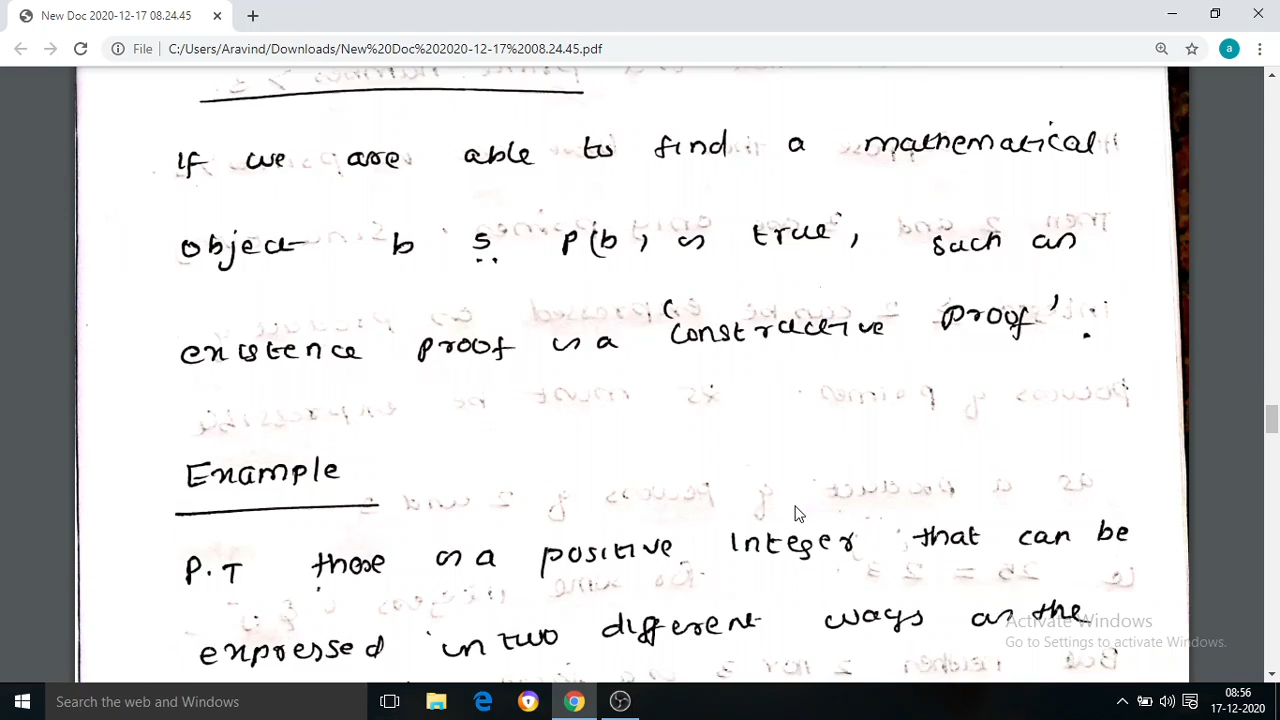 New Doc 2020-12-17 08.24.45
File C:/Users/Aravind/Downloads/New%20Doc%202020-12-17%2008.24.45.pdf
a
If we are able to find a mathematical
object b P(b) is true, such an
existence proof is a 'constructive proof'.
Example
P.T there is a positive Integer that can be
expressed in two different ways as the
Activate Windows
Go to Settings to activate Windows.
Search the web and Windows
08:56
17-12-2020